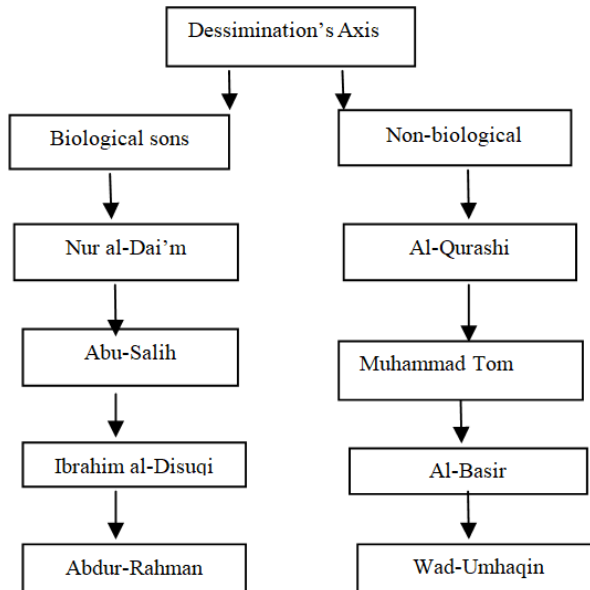 Dessimination’s Axis
Biological sons
Non-biological
Nur al-Dai’m
Al-Qurashi
Abu-Salih
Muhammad Tom
Ibrahim al-Disuqi
Al-Basir
Abdur-Rahman
Wad-Umhaqin